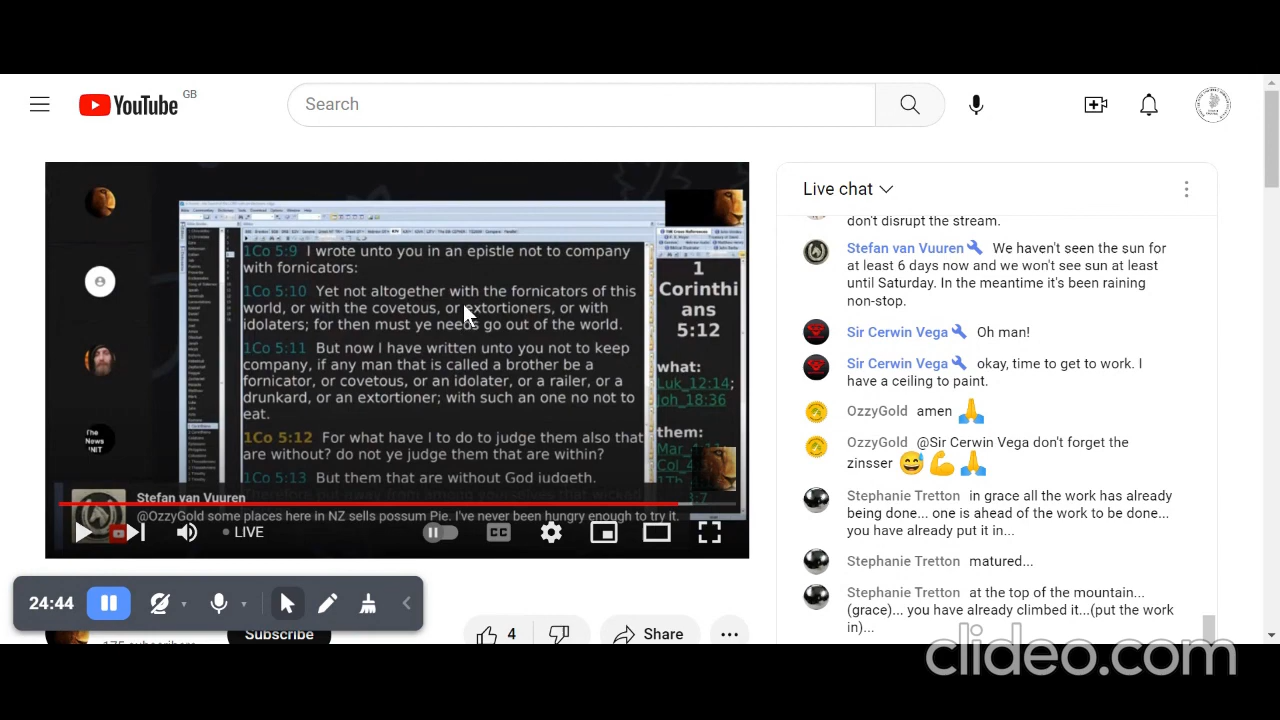 YouTube GB
Search
1Co 5:9 I wrote unto you in an epistle not to company
with fornicators:
1Co 5:10 Yet not altogether with the fornicators of this
world, or with the covetous, or extortioners, or with
idolaters; for then must ye needs go out of the world.
1Co 5:11 But now I have written unto you not to keep
company, if any man that is called a brother be a
fornicator, or covetous, or an idolater, or a railer, or a
drunkard, or an extortioner; with such an one no not to
eat.
1Co 5:12 For what have I to do to judge them also that
are without? do not ye judge them that are within?
1Co 5:13 But them that are without God judgeth.
1
Corinthi
ans
5:12
what:
Luk_12:14;
Joh_18:36
them:
The
News
Stefan van Vuuren
@OzzyGold some places here in NZ sells possum Pie. I've never been hungry enough to try it.
LIVE
CC
24:44
Subscribe
4
Share
Live chat
don't disrupt the stream.
Stefan van Vuuren We haven't seen the sun for
at least 6 days now and we won't see sun at least
until Saturday. In the meantime it's been raining
non-stop.
Sir Cerwin Vega Oh man!
Sir Cerwin Vega okay, time to get to work. I
have a ceiling to paint.
OzzyGold amen 🙏
OzzyGold @Sir Cerwin Vega don't forget the
zinsser 😅💪🙏
Stephanie Tretton in grace all the work has already
being done... one is ahead of the work to be done...
you have already put it in...
Stephanie Tretton matured...
Stephanie Tretton at the top of the mountain...
(grace)... you have already climbed it...(put the work
in)...
clideo.com